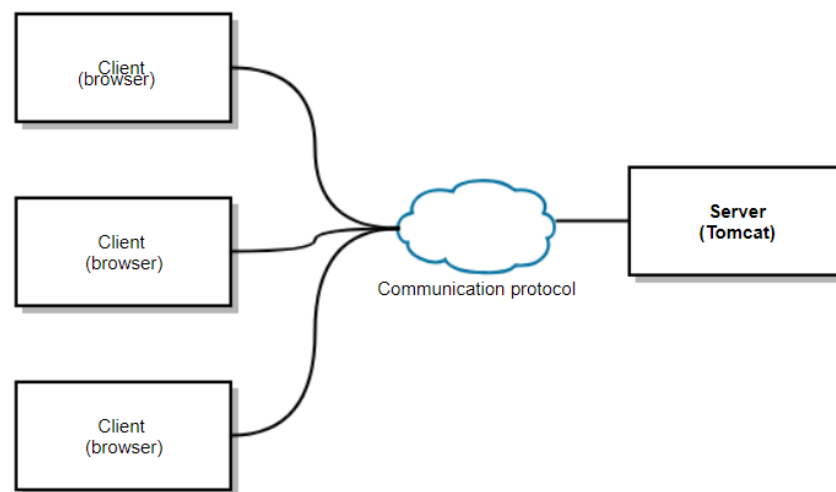 Client
(browser)
Client
(browser)
Client
(browser)
Communication protocol
Server
(Tomcat)